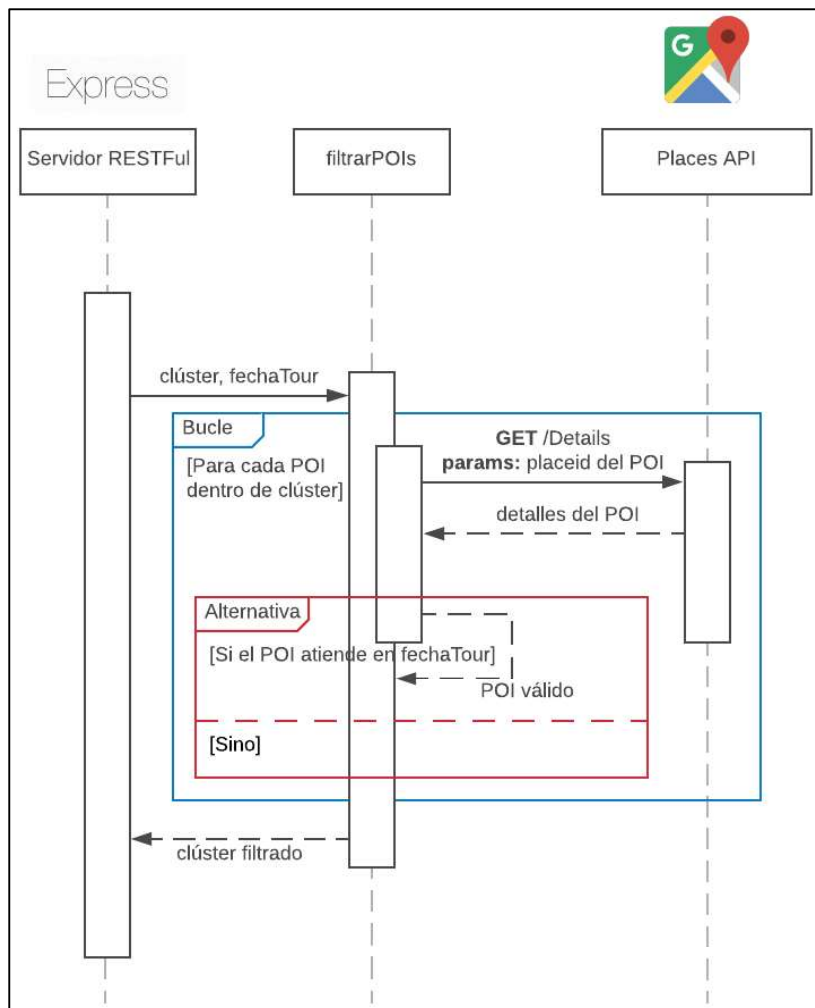 Express
G
Servidor RESTFul
filtrarPOIs
Places API
clúster, fechaTour
Bucle
GET /Details
[Para cada POI
params: placeid del POI
dentro de clúster]
detalles del POI
Alternativa
[Si el POI atiende en fechaTour]
POI válido
[Sino]
clúster filtrado